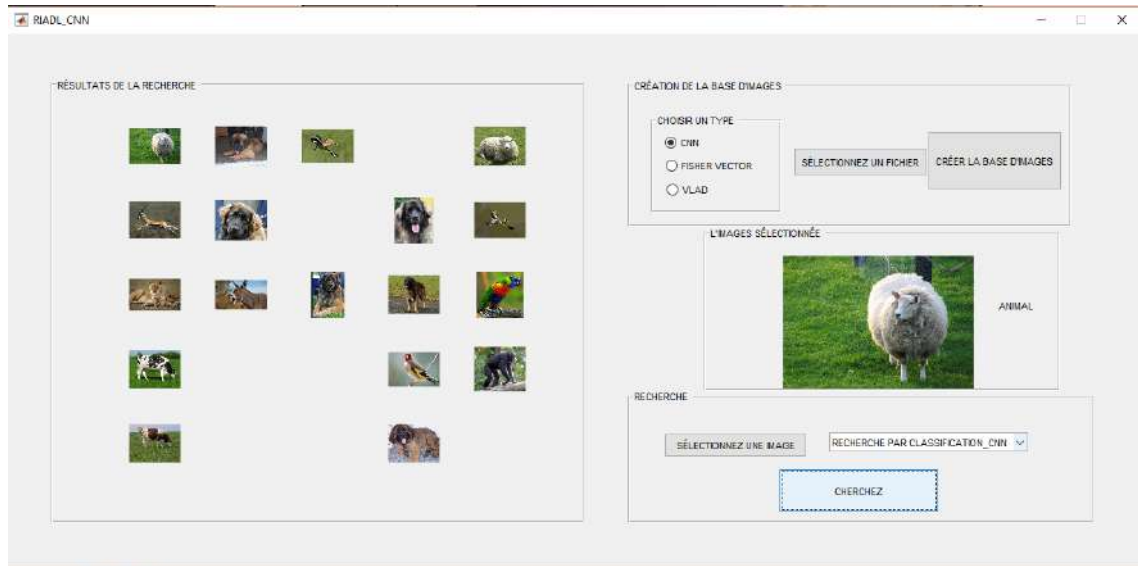 RIADL_CNN
RÉSULTATS DE LA RECHERCHE
CRÉATION DE LA BASE D'IMAGES
CHOISIR UN TYPE
CNN
FISHER VECTOR
VLAD
SÉLECTIONNEZ UN FICHIER
CRÉER LA BASE D'IMAGES
L'IMAGES SÉLECTIONNÉE
ANIMAL
RECHERCHE
SÉLECTIONNEZ UNE IMAGE
RECHERCHE PAR CLASSIFICATION_CNN
CHERCHEZ